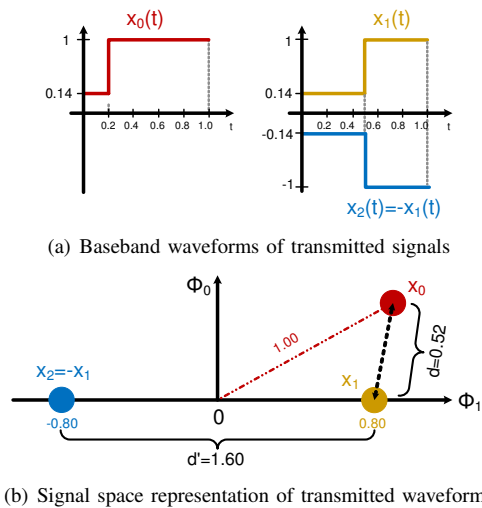 x₀(t)
x₁(t)
1
1
0.14
0.14
0.2 0.4 0.6 0.8 1.0 t
0.2 0.4 0.6 0.8 1.0 t
-0.14
-1
x₂(t)=-x₁(t)
(a) Baseband waveforms of transmitted signals
Φ₀
x₀
1.00
d=0.52
x₂=-x₁
x₁
Φ₁
-0.80
0
0.80
d'=1.60
(b) Signal space representation of transmitted waveform